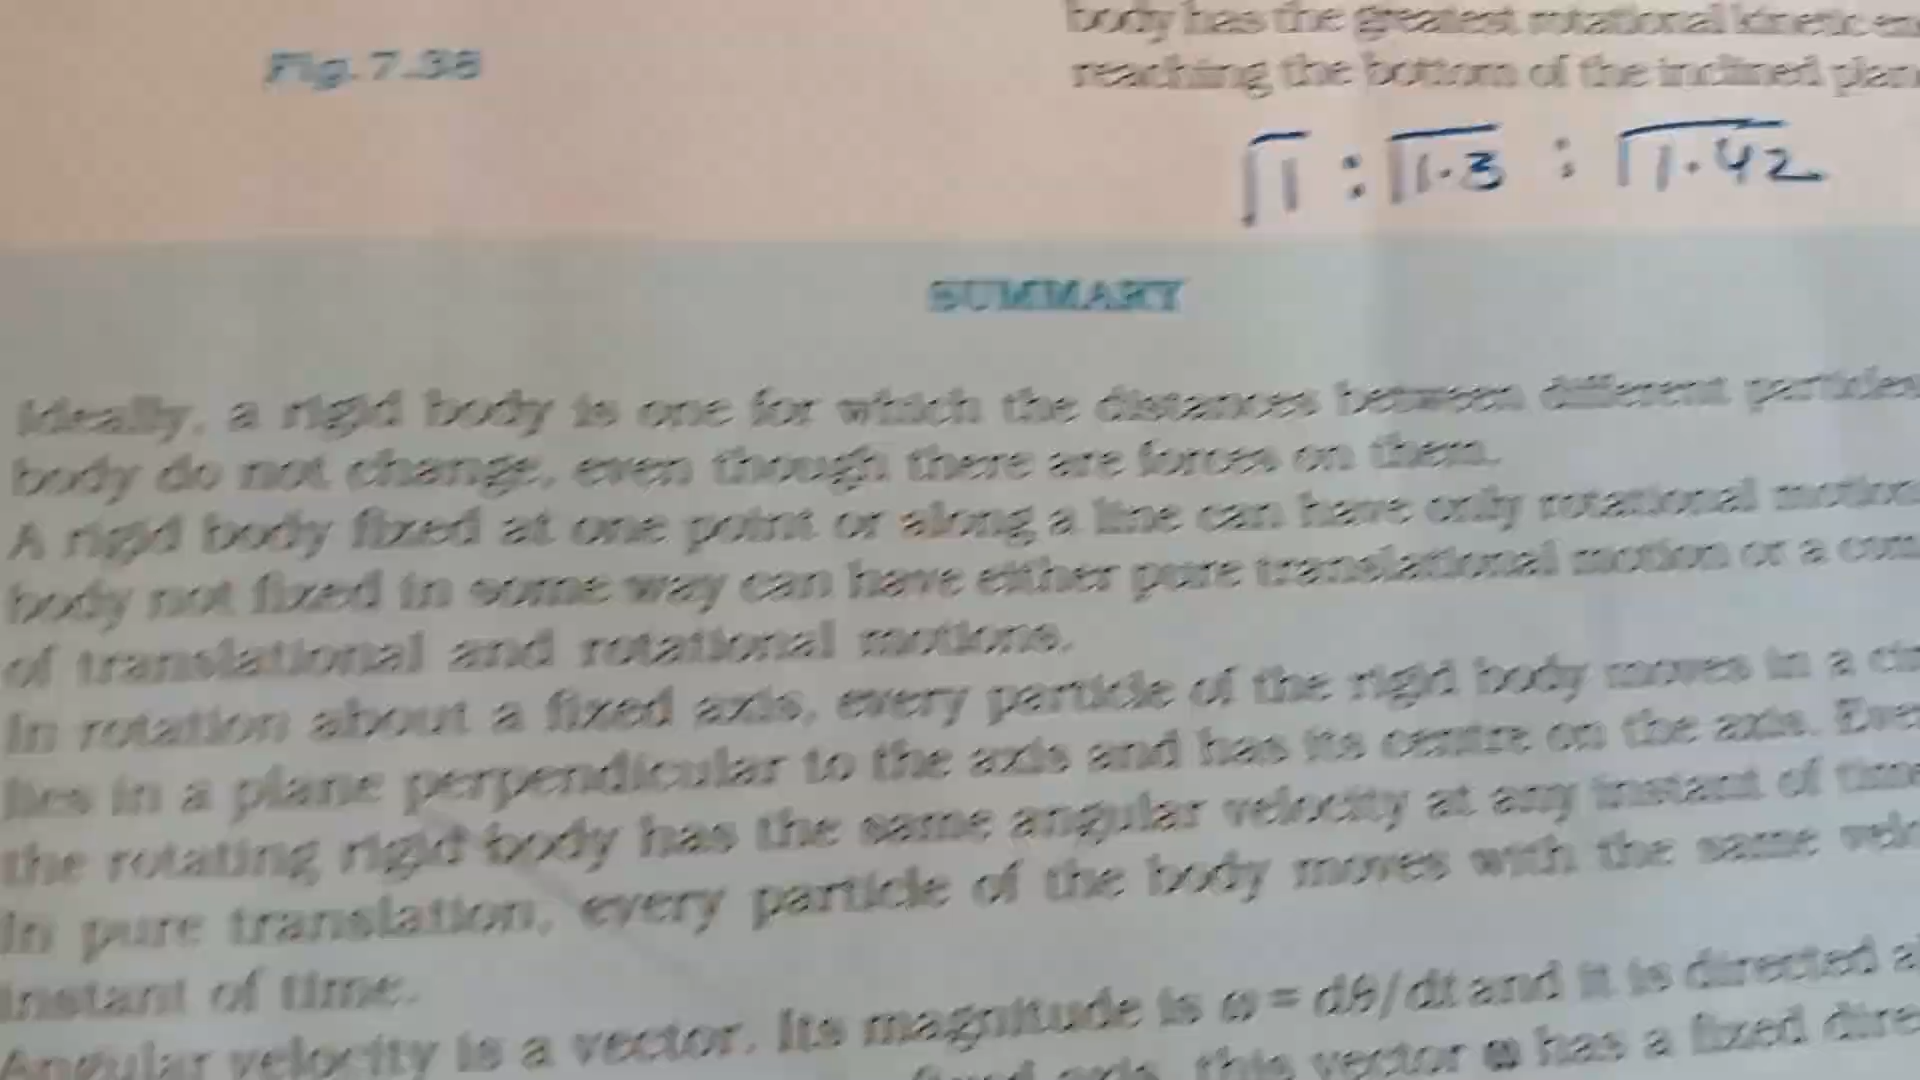 body has the greatest rotational kinetic
reaching the bottom of the inclined
Fig. 7.38
√1 : √1.3 : √1.42
SUMMARY
Ideally, a rigid body is one for which the distances between different particles
body do not change, even though there are forces on them.
A rigid body fixed at one point or along a line can have only rotational motion
body not fixed in some way can have either pure translational motion or a
of translational and rotational motions.
In rotation about a fixed axis, every particle of the rigid body moves in a
lies in a plane perpendicular to the axis and has its centre on the axis.
the rotating rigid body has the same angular velocity at any instant of time
In pure translation, every particle of the body moves with the same
instant of time.
Angular velocity is a vector. Its magnitude is ω = dθ/dt and it is directed
fixed axis, this vector ω has a fixed